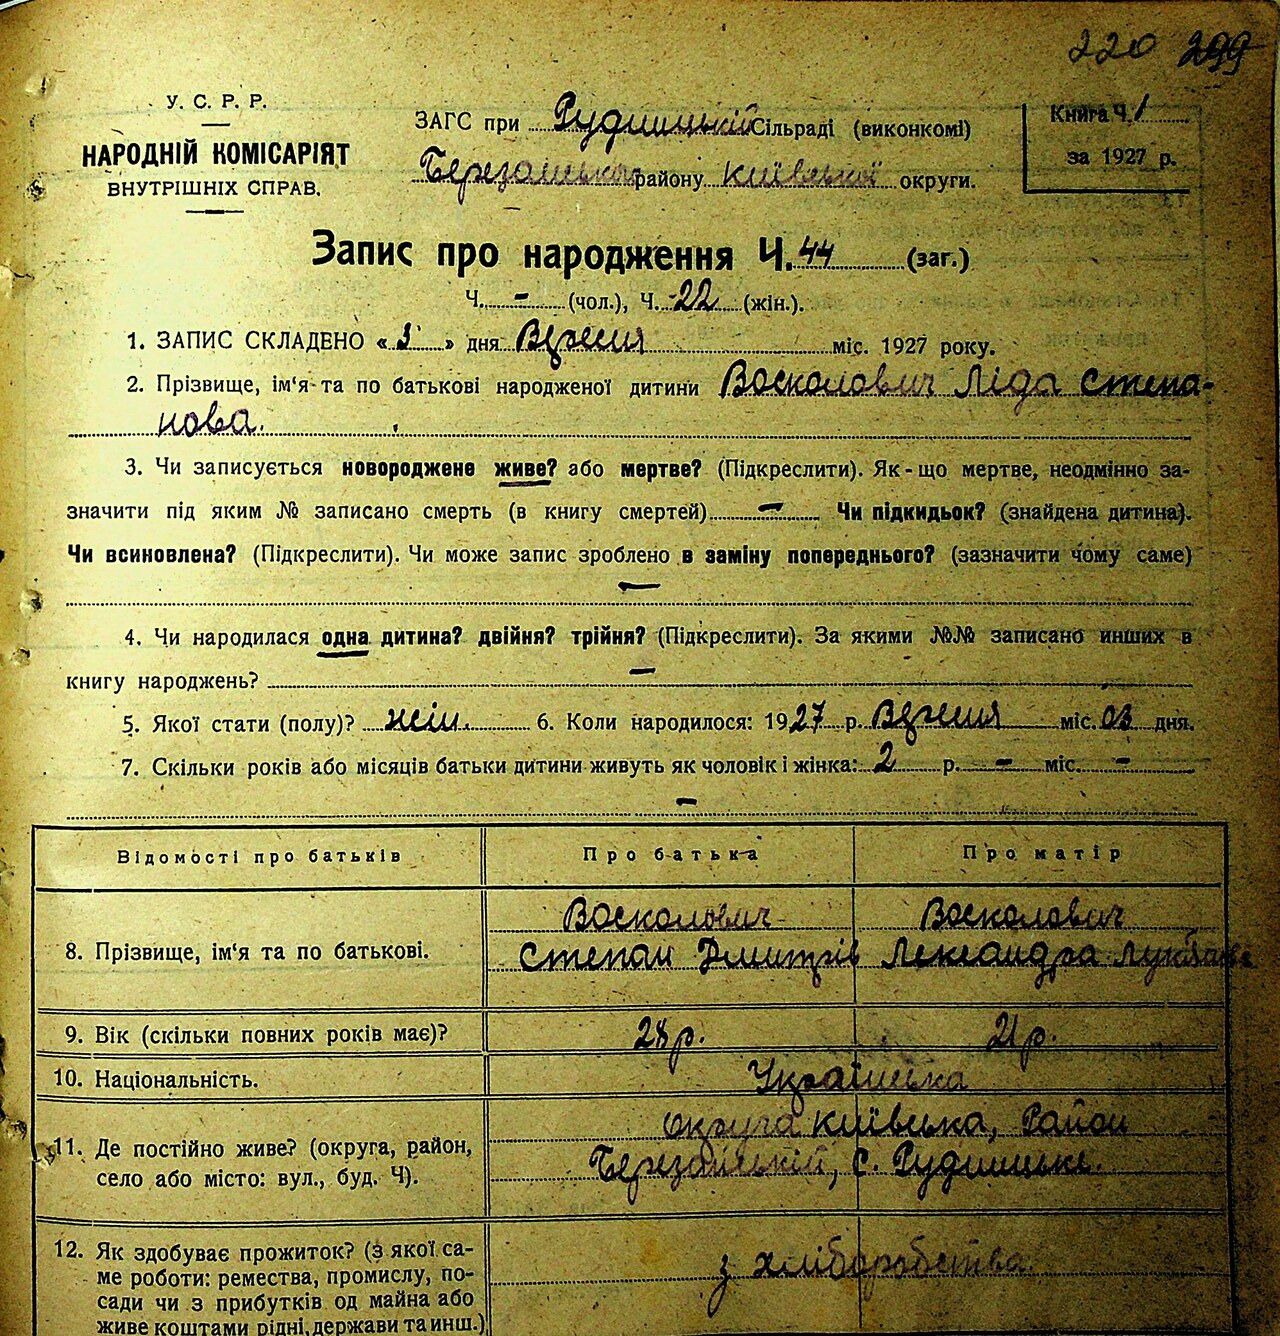 220 299
У. С. Р. Р.
НАРОДНІЙ КОМІСАРІЯТ
ВНУТРІШНІХ СПРАВ.
ЗАГС при Рудницькій Сільраді (виконкомі)
Березанського району Київської округи.
Книга Ч. 1
за 1927 р.
Запис про народження Ч. 44 (заг.)
Ч. - (чол.), Ч. 22 (жін.).
1. ЗАПИС СКЛАДЕНО « 3 » дня Вересня міс. 1927 року.
2. Прізвище, ім'я та по батькові народженої дитини Восколович Ліда Степа-
нова.
3. Чи записується новороджене живе? або мертве? (Підкреслити). Як-що мертве, неодмінно за-
значити під яким № записано смерть (в книгу смертей) — Чи підкидьок? (знайдена дитина).
Чи всиновлена? (Підкреслити). Чи може запис зроблено в заміну попереднього? (зазначити чому саме)
—
4. Чи народилася одна дитина? двійня? трійня? (Підкреслити). За якими №№ записано инших в
книгу народжень? —
5. Якої стати (полу)? жін. 6. Коли народилося: 1927 р. Вересня міс. 03 дня.
7. Скільки років або місяців батьки дитини живуть як чоловік і жінка: 2 р. - міс. -
-
Відомості про батьків Про батька Про матір
8. Прізвище, ім'я та по батькові. Восколович Восколович
Степан Дмитрів Лександра
9. Вік (скільки повних років має)? 28 р. 21 р.
10. Національність. Українська
11. Де постійно живе? (округа, район,
село або місто: вул., буд. Ч). округа Київська, Район
Березанський, с. Рудницьке.
12. Як здобуває прожиток? (з якої са-
ме роботи: ремества, промислу, по-
сади чи з прибутків од майна або
живе коштами рідні, держави та инш.) з хліборобства.